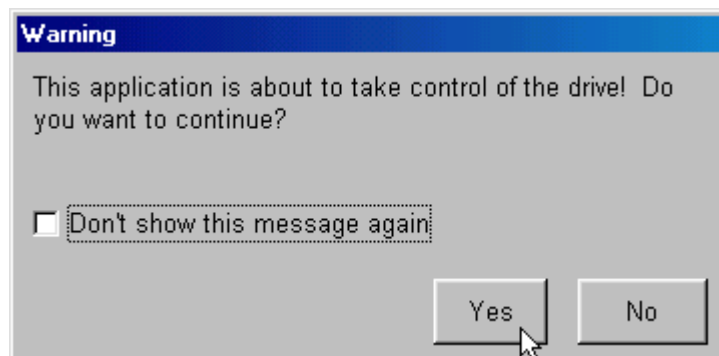 Warning
This application is about to take control of the drive!  Do
you want to continue?
Don't show this message again
Yes
No